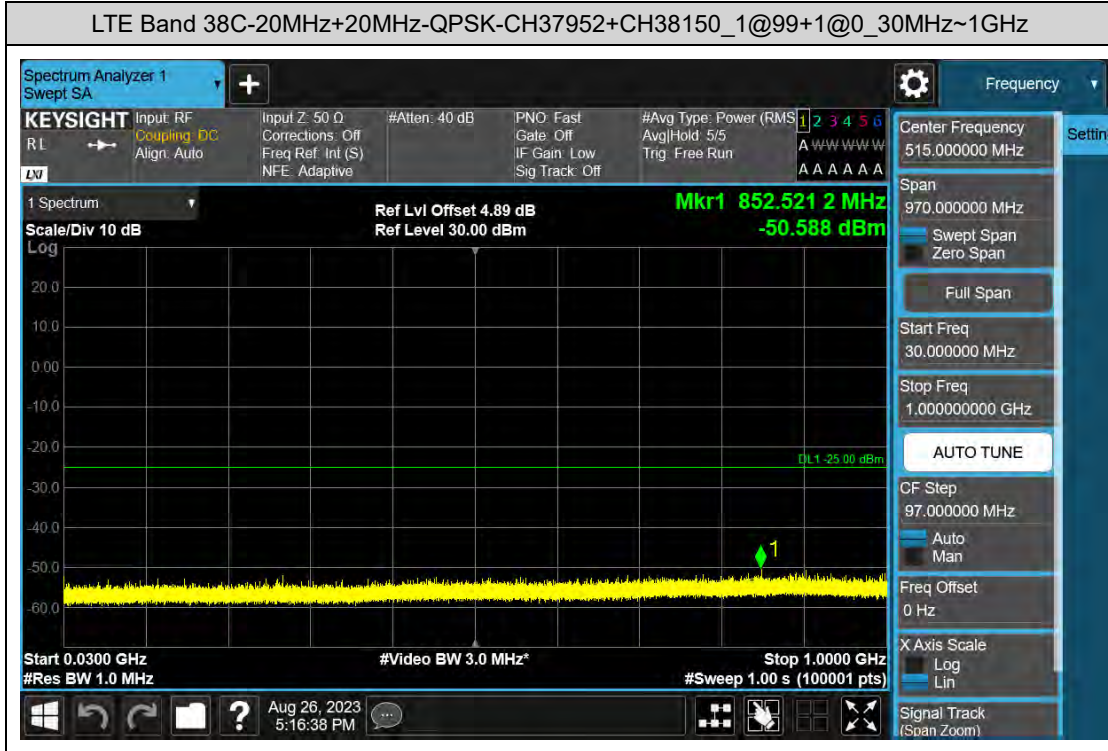 LTE Band 38C-20MHz+20MHz-QPSK-CH37952+CH38150_1@99+1@0_30MHz~1GHz
Spectrum Analyzer 1
Swept SA
Frequency
KEYSIGHT
RL
LXI
Input: RF
Coupling: DC
Align: Auto
Input Z: 50 Ω
Corrections: Off
Freq Ref: Int (S)
NFE: Adaptive
#Atten: 40 dB
PNO: Fast
Gate: Off
IF Gain: Low
Sig Track: Off
#Avg Type: Power (RMS
Avg|Hold: 5/5
Trig: Free Run
1 2 3 4 5 6
A W W W W W
A A A A A A
1 Spectrum
Scale/Div 10 dB
Log
Ref Lvl Offset 4.89 dB
Ref Level 30.00 dBm
Mkr1 852.521 2 MHz
-50.588 dBm
20.0
10.0
0.00
-10.0
-20.0
-30.0
-40.0
-50.0
-60.0
DL1 -25.00 dBm
1
Start 0.0300 GHz
#Res BW 1.0 MHz
#Video BW 3.0 MHz*
Stop 1.0000 GHz
#Sweep 1.00 s (100001 pts)
Center Frequency
515.000000 MHz
Settin
Span
970.000000 MHz
Swept Span
Zero Span
Full Span
Start Freq
30.000000 MHz
Stop Freq
1.000000000 GHz
AUTO TUNE
CF Step
97.000000 MHz
Auto
Man
Freq Offset
0 Hz
X Axis Scale
Log
Lin
Signal Track
(Span Zoom)
?
Aug 26, 2023
5:16:38 PM